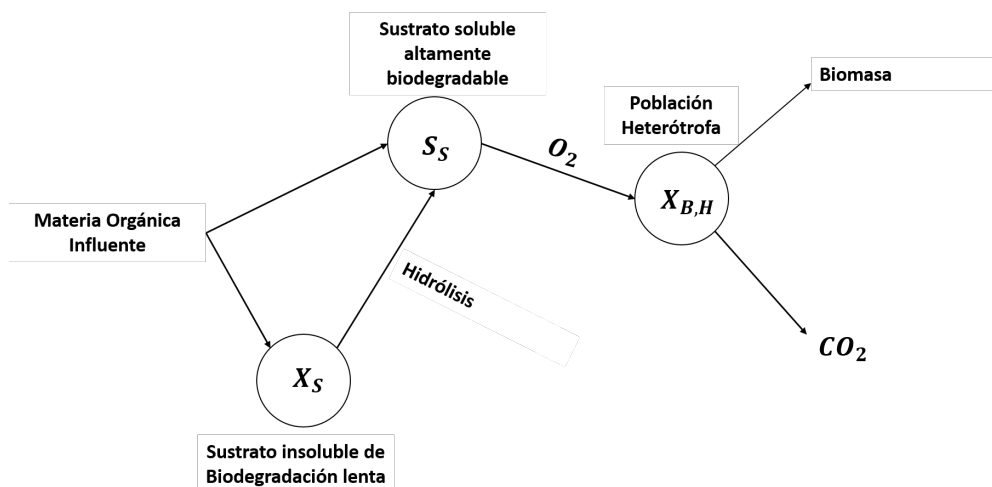 Sustrato soluble
altamente
biodegradable
Biomasa
Población
Heterótrofa
S_S
O_2
X_{B,H}
Materia Orgánica
Influente
Hidrólisis
CO_2
X_S
Sustrato insoluble de
Biodegradación lenta